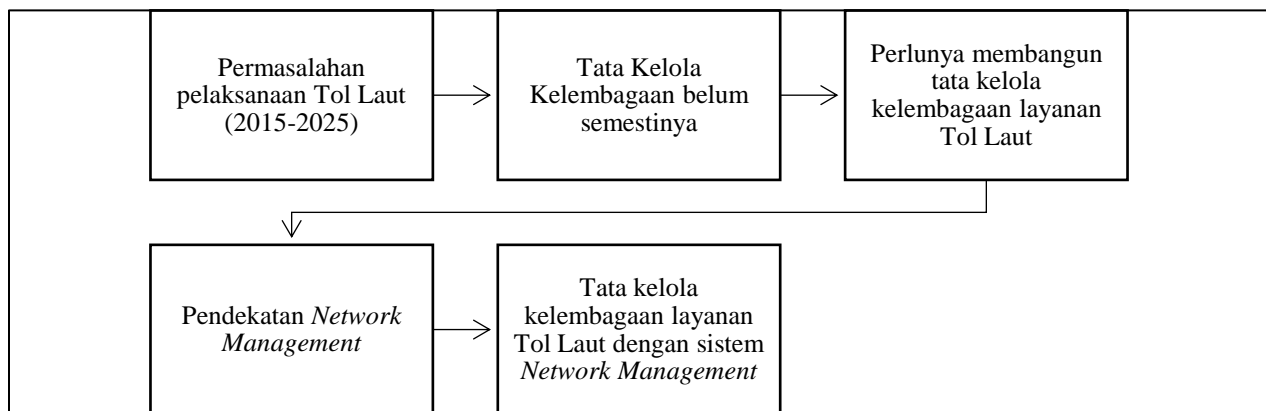 Permasalahan
pelaksanaan Tol Laut
(2015-2025)
Tata Kelola
Kelembagaan belum
semestinya
Perlunya membangun
tata kelola
kelembagaan layanan
Tol Laut
Pendekatan Network
Management
Tata kelola
kelembagaan layanan
Tol Laut dengan sistem
Network Management